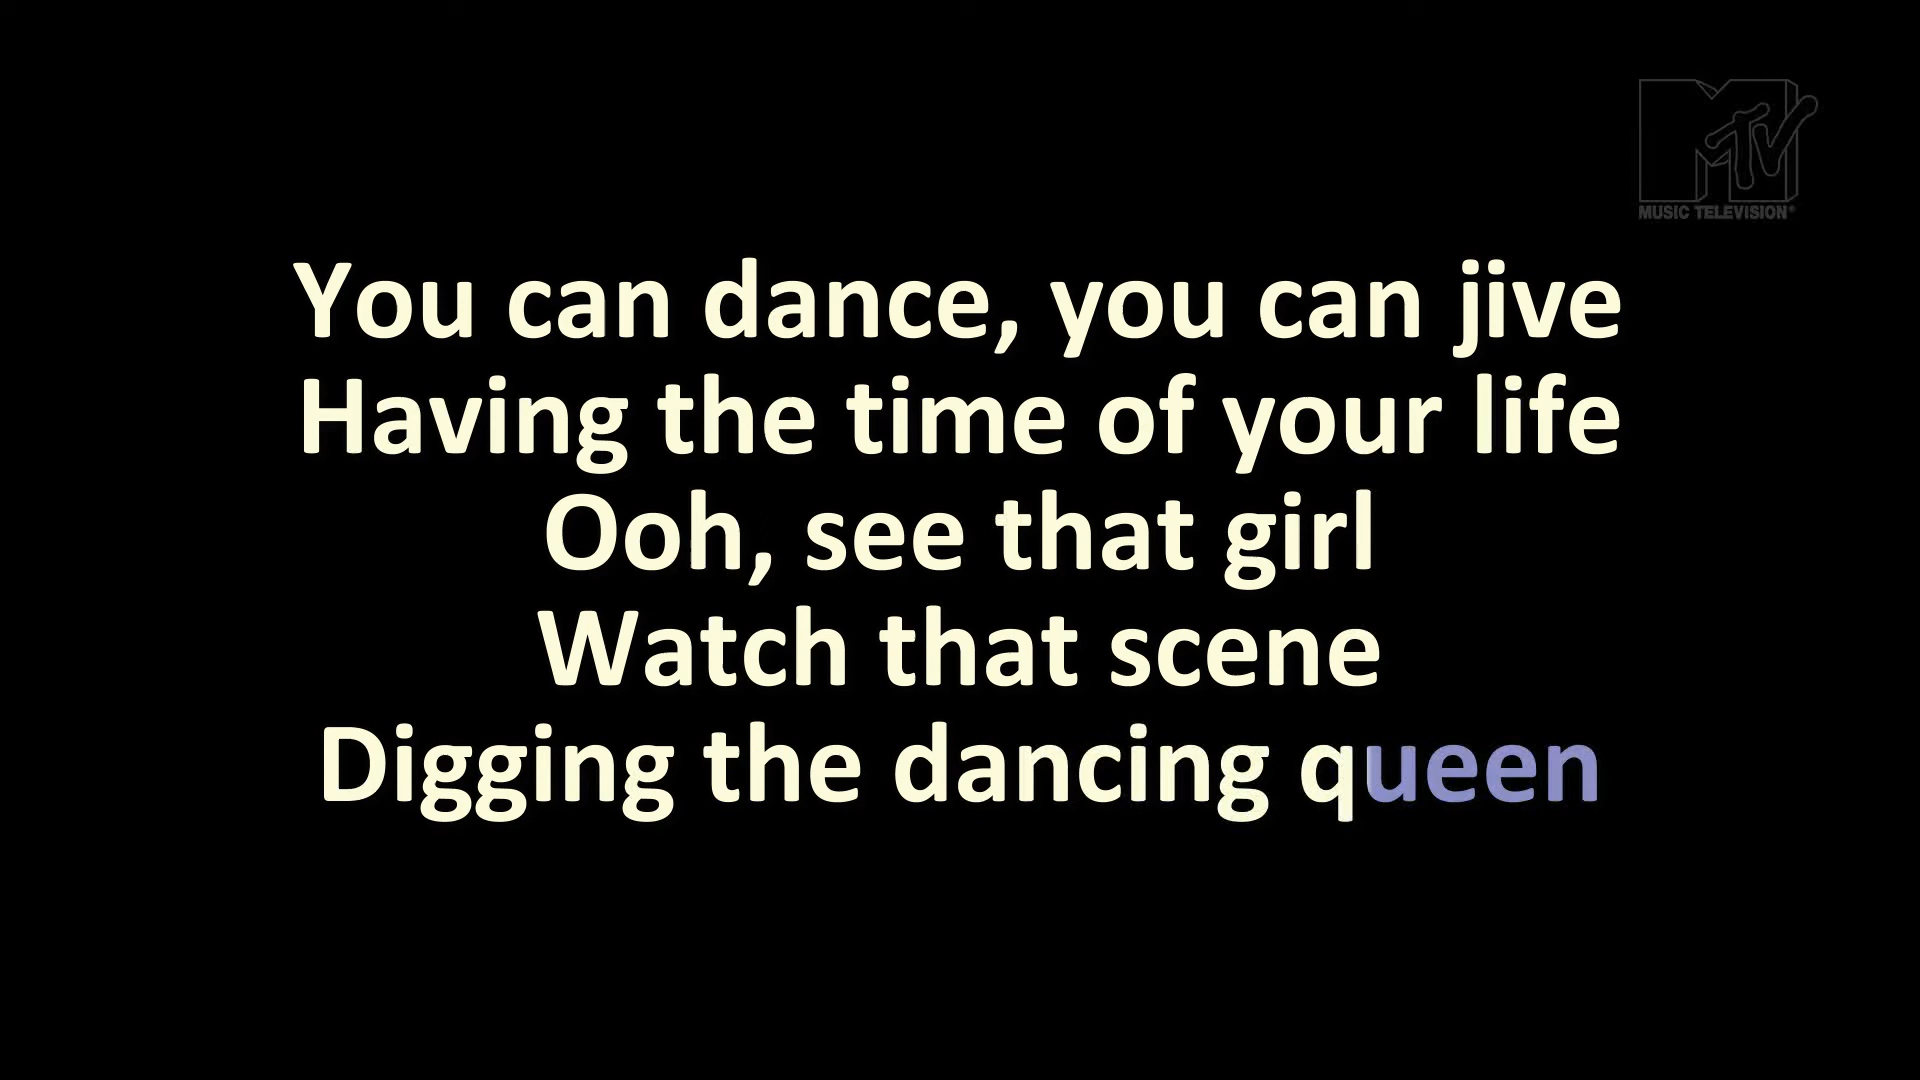 MTV
MUSIC TELEVISION®
You can dance, you can jive
Having the time of your life
Ooh, see that girl
Watch that scene
Digging the dancing queen